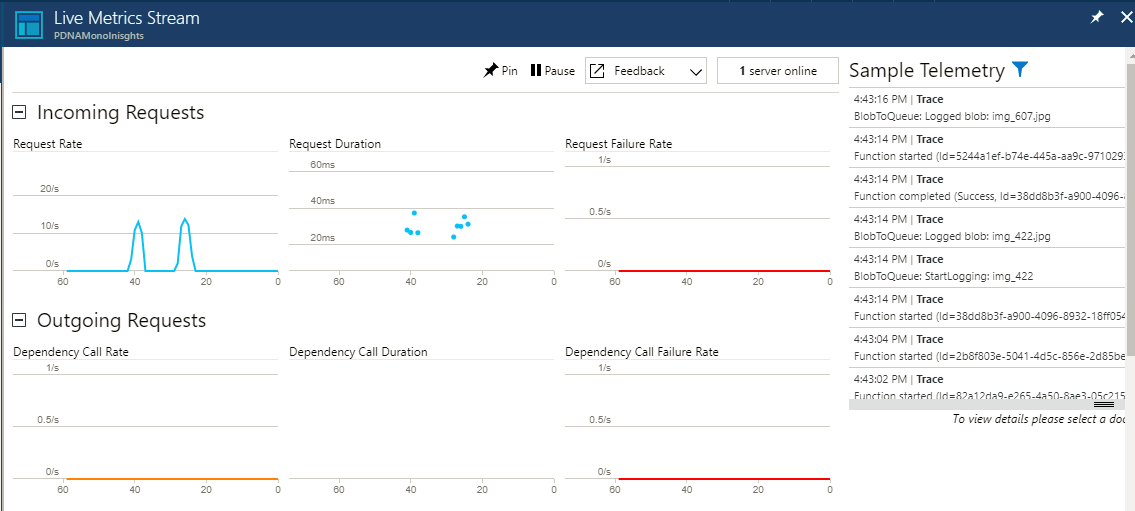 Live Metrics Stream
PDNAMonoInisghts
Pin
Pause
Feedback
1 server online
Incoming Requests
Request Rate
20/s
10/s
0/s
60
40
20
0
Request Duration
60ms
40ms
20ms
60
40
20
0
Request Failure Rate
1/s
0.5/s
0/s
60
40
20
0
Outgoing Requests
Dependency Call Rate
1/s
0.5/s
0/s
60
40
20
0
Dependency Call Duration
60
40
20
0
Dependency Call Failure Rate
1/s
0.5/s
0/s
60
40
20
0
Sample Telemetry
4:43:16 PM | Trace
BlobToQueue: Logged blob: img_607.jpg
4:43:14 PM | Trace
Function started (Id=5244a1ef-b74e-445a-aa9c-9710293
4:43:14 PM | Trace
Function completed (Success, Id=38dd8b3f-a900-4096-
4:43:14 PM | Trace
BlobToQueue: Logged blob: img_422.jpg
4:43:14 PM | Trace
BlobToQueue: StartLogging: img_422
4:43:14 PM | Trace
Function started (Id=38dd8b3f-a900-4096-8932-18ff054
4:43:04 PM | Trace
Function started (Id=2b8f803e-5041-4d5c-856e-2d85be
4:43:02 PM | Trace
Function started (Id=82a12da9-e265-4a50-8ae3-05c215
To view details please select a doc